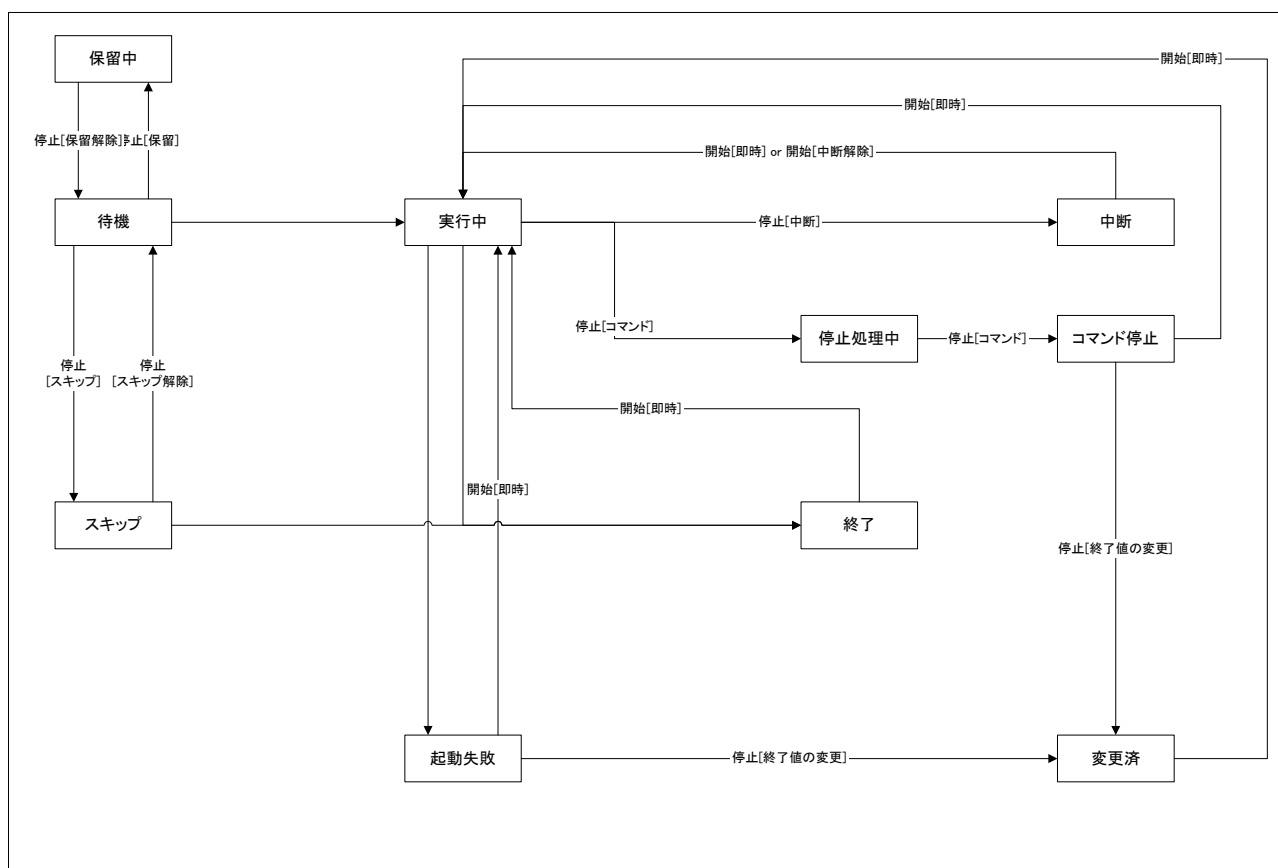 保留中
開始[即時]
開始[即時]
停止[保留解除]
停止[保留]
開始[即時] or 開始[中断解除]
待機
実行中
停止[中断]
中断
停止[コマンド]
停止処理中
停止[コマンド]
コマンド停止
停止
[スキップ]
停止
[スキップ解除]
開始[即時]
開始[即時]
スキップ
終了
停止[終了値の変更]
起動失敗
停止[終了値の変更]
変更済